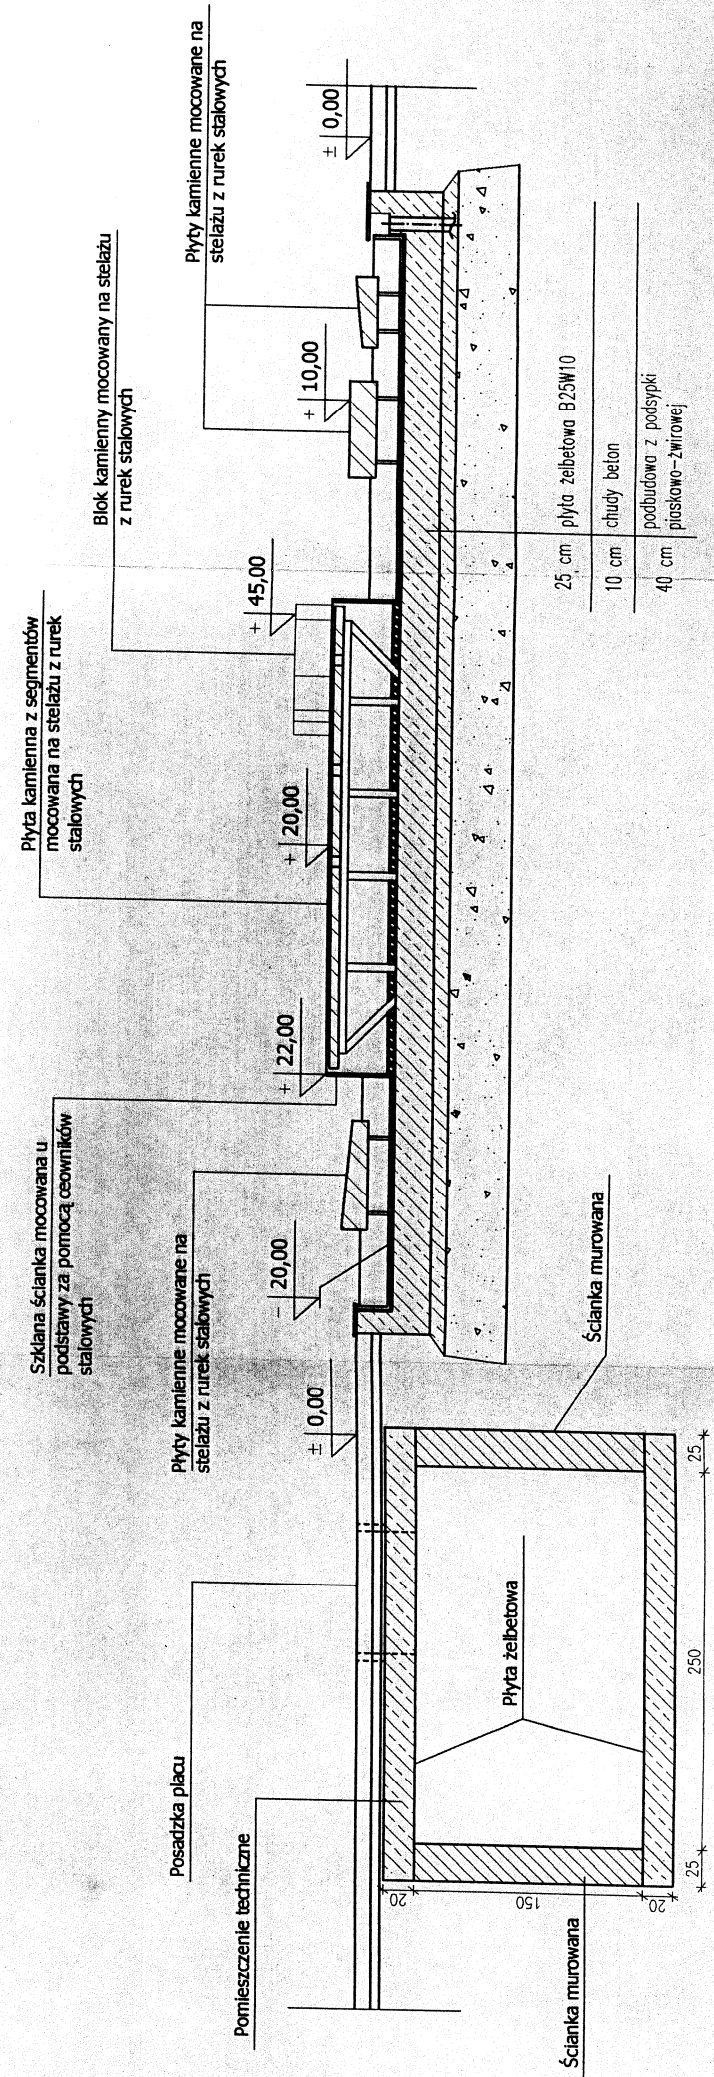 Szklana ścianka mocowana u
podstawy za pomocą ceowników
stalowych
Płyta kamienna z segmentów
mocowana na stelażu z rurek
stalowych
Blok kamienny mocowany na stelażu
z rurek stalowych
Płyty kamienne mocowane na
stelażu z rurek stalowych
Płyty kamienne mocowane na
stelażu z rurek stalowych
Posadzka placu
Pomieszczenie techniczne
± 0,00
− 20,00
+ 22,00
+ 20,00
+ 45,00
+ 10,00
± 0,00
Płyta żelbetowa
Ścianka murowana
Ścianka murowana
20
150
20
25
250
25
25 cm płyta żelbetowa B25W10
10 cm chudy beton
40 cm podbudowa z podsypki
piaskowo-żwirowej